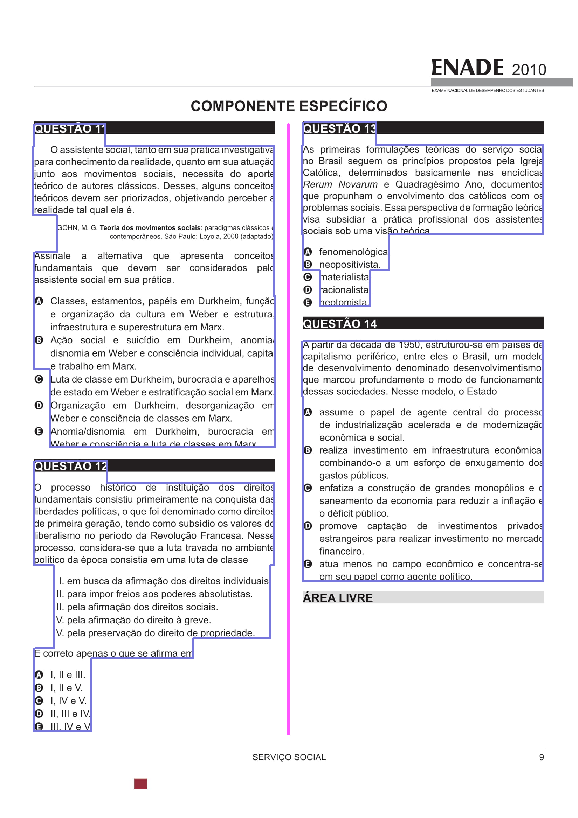 ENADE 2010
EXAME NACIONAL DE DESEMPENHO DOS ESTUDANTES
COMPONENTE ESPECÍFICO
QUESTÃO 11
O assistente social, tanto em sua prática investigativa
para conhecimento da realidade, quanto em sua atuação
junto aos movimentos sociais, necessita do aporte
teórico de autores clássicos. Desses, alguns conceitos
teóricos devem ser priorizados, objetivando perceber a
realidade tal qual ela é.
GOHN, M. G. Teoria dos movimentos sociais: paradigmas clássicos e
contemporâneos. São Paulo: Loyola, 2000 (adaptado)
Assinale a alternativa que apresenta conceitos
fundamentais que devem ser considerados pelo
assistente social em sua prática.
A Classes, estamentos, papéis em Durkheim, função
e organização da cultura em Weber e estrutura,
infraestrutura e superestrutura em Marx.
B Ação social e suicídio em Durkheim, anomia/
disnomia em Weber e consciência individual, capital
e trabalho em Marx.
C Luta de classe em Durkheim, burocracia e aparelhos
de estado em Weber e estratificação social em Marx.
D Organização em Durkheim, desorganização em
Weber e consciência de classes em Marx.
E Anomia/disnomia em Durkheim, burocracia em
Weber e consciência e luta de classes em Marx.
QUESTÃO 12
O processo histórico de instituição dos direitos
fundamentais consistiu primeiramente na conquista das
liberdades políticas, o que foi denominado como direitos
de primeira geração, tendo como subsídio os valores do
liberalismo no período da Revolução Francesa. Nesse
processo, considera-se que a luta travada no ambiente
político da época consistia em uma luta de classe
I. em busca da afirmação dos direitos individuais.
II. para impor freios aos poderes absolutistas.
II. pela afirmação dos direitos sociais.
V. pela afirmação do direito à greve.
V. pela preservação do direito de propriedade.
É correto apenas o que se afirma em
A I, II e III.
B I, II e V.
C I, IV e V.
D II, III e IV.
E III, IV e V.
QUESTÃO 13
As primeiras formulações teóricas do serviço social
no Brasil seguem os princípios propostos pela Igreja
Católica, determinados basicamente nas encíclicas
Rerum Novarum e Quadragésimo Ano, documentos
que propunham o envolvimento dos católicos com os
problemas sociais. Essa perspectiva de formação teórica
visa subsidiar a prática profissional dos assistentes
sociais sob uma visão teórica
A fenomenológica.
B neopositivista.
C materialista.
D racionalista.
E neotomista.
QUESTÃO 14
A partir da década de 1950, estruturou-se em países de
capitalismo periférico, entre eles o Brasil, um modelo
de desenvolvimento denominado desenvolvimentismo,
que marcou profundamente o modo de funcionamento
dessas sociedades. Nesse modelo, o Estado
A assume o papel de agente central do processo
de industrialização acelerada e de modernização
econômica e social.
B realiza investimento em infraestrutura econômica,
combinando-o a um esforço de enxugamento dos
gastos públicos.
C enfatiza a construção de grandes monopólios e o
saneamento da economia para reduzir a inflação e
o déficit público.
D promove captação de investimentos privados
estrangeiros para realizar investimento no mercado
financeiro.
E atua menos no campo econômico e concentra-se
em seu papel como agente político.
ÁREA LIVRE
SERVIÇO SOCIAL
9